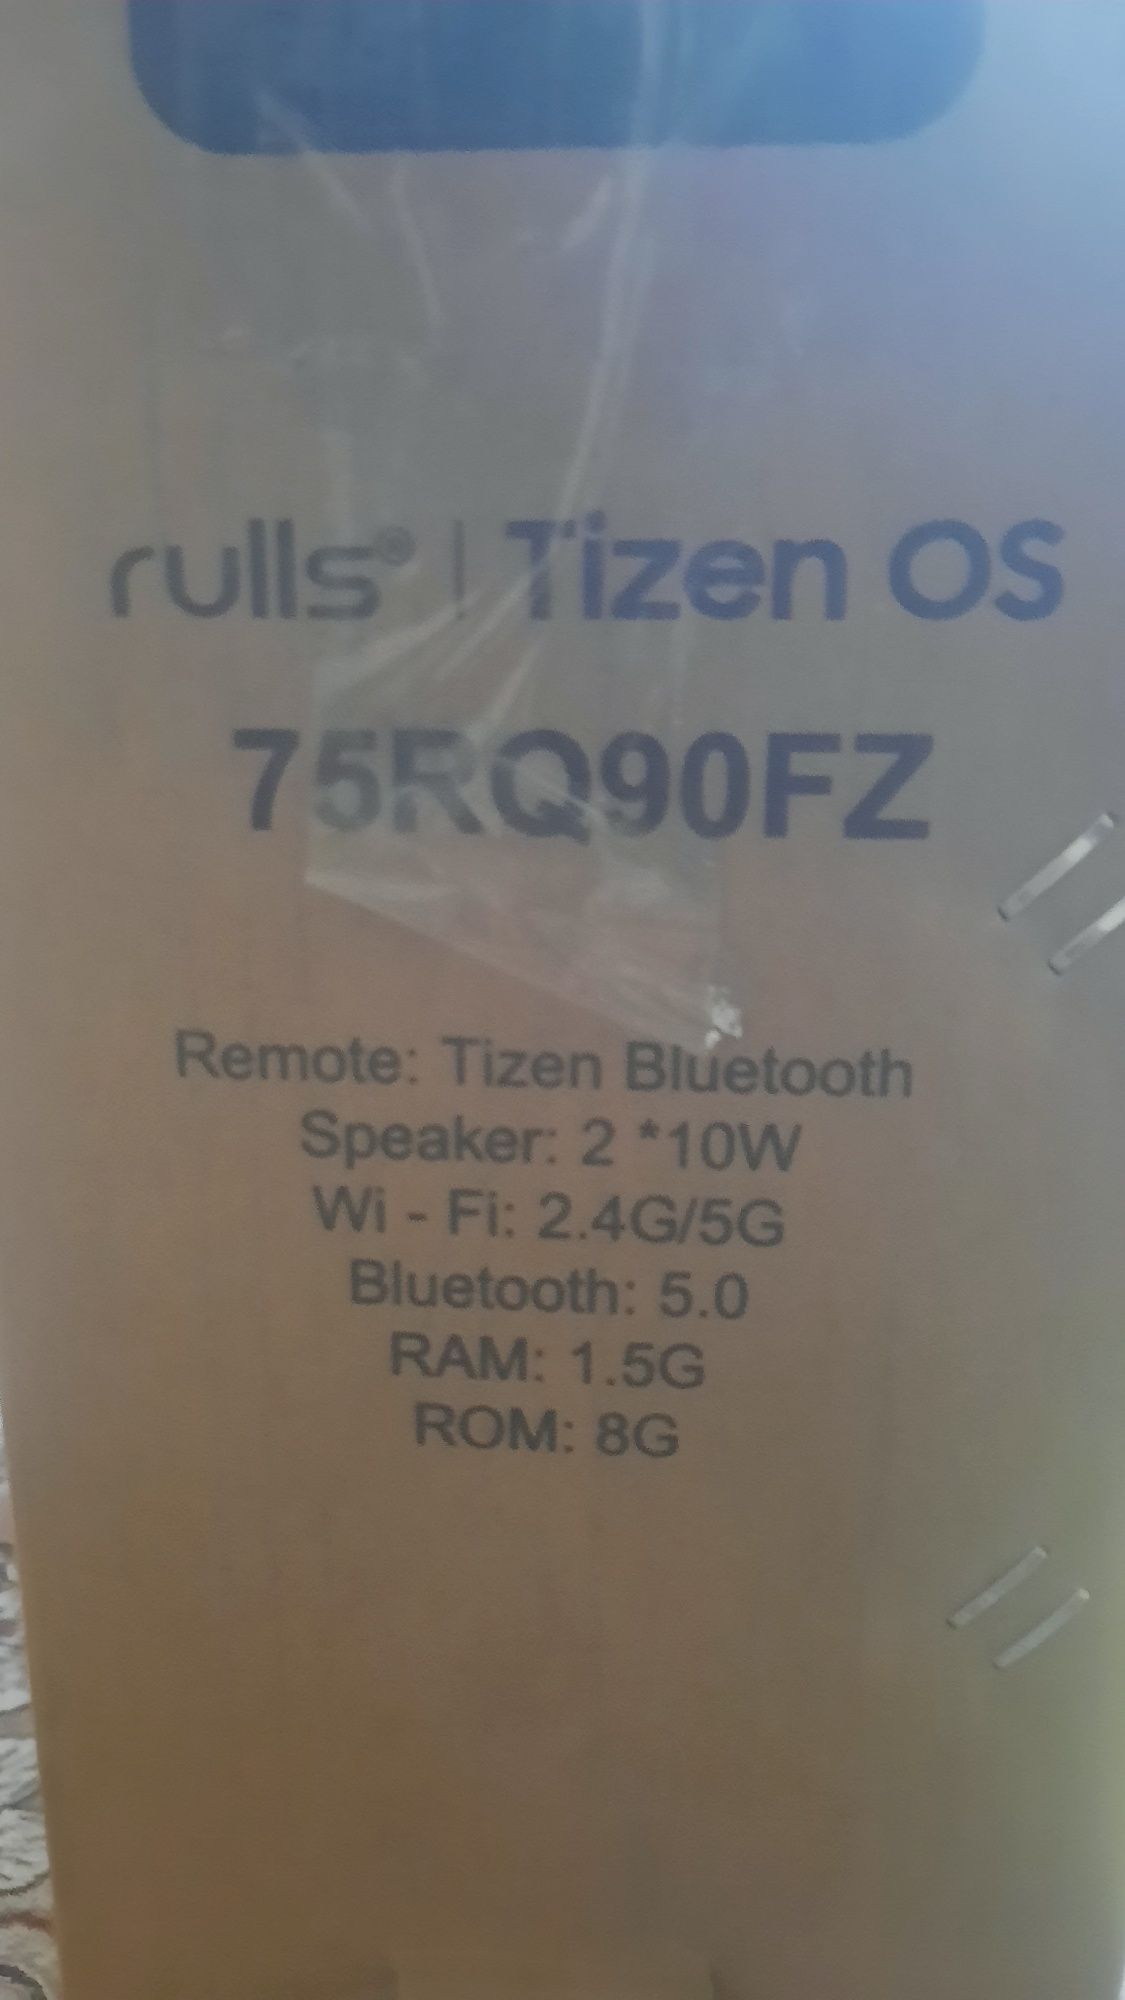 rulls® | Tizen OS
75RQ90FZ
Remote: Tizen Bluetooth
Speaker: 2 *10W
Wi - Fi: 2.4G/5G
Bluetooth: 5.0
RAM: 1.5G
ROM: 8G